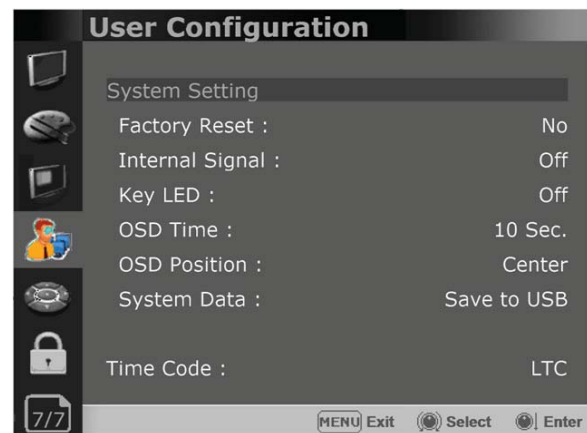 User Configuration
System Setting
Factory Reset : No
Internal Signal : Off
Key LED : Off
OSD Time : 10 Sec.
OSD Position : Center
System Data : Save to USB
Time Code : LTC
7/7 MENU Exit Select Enter